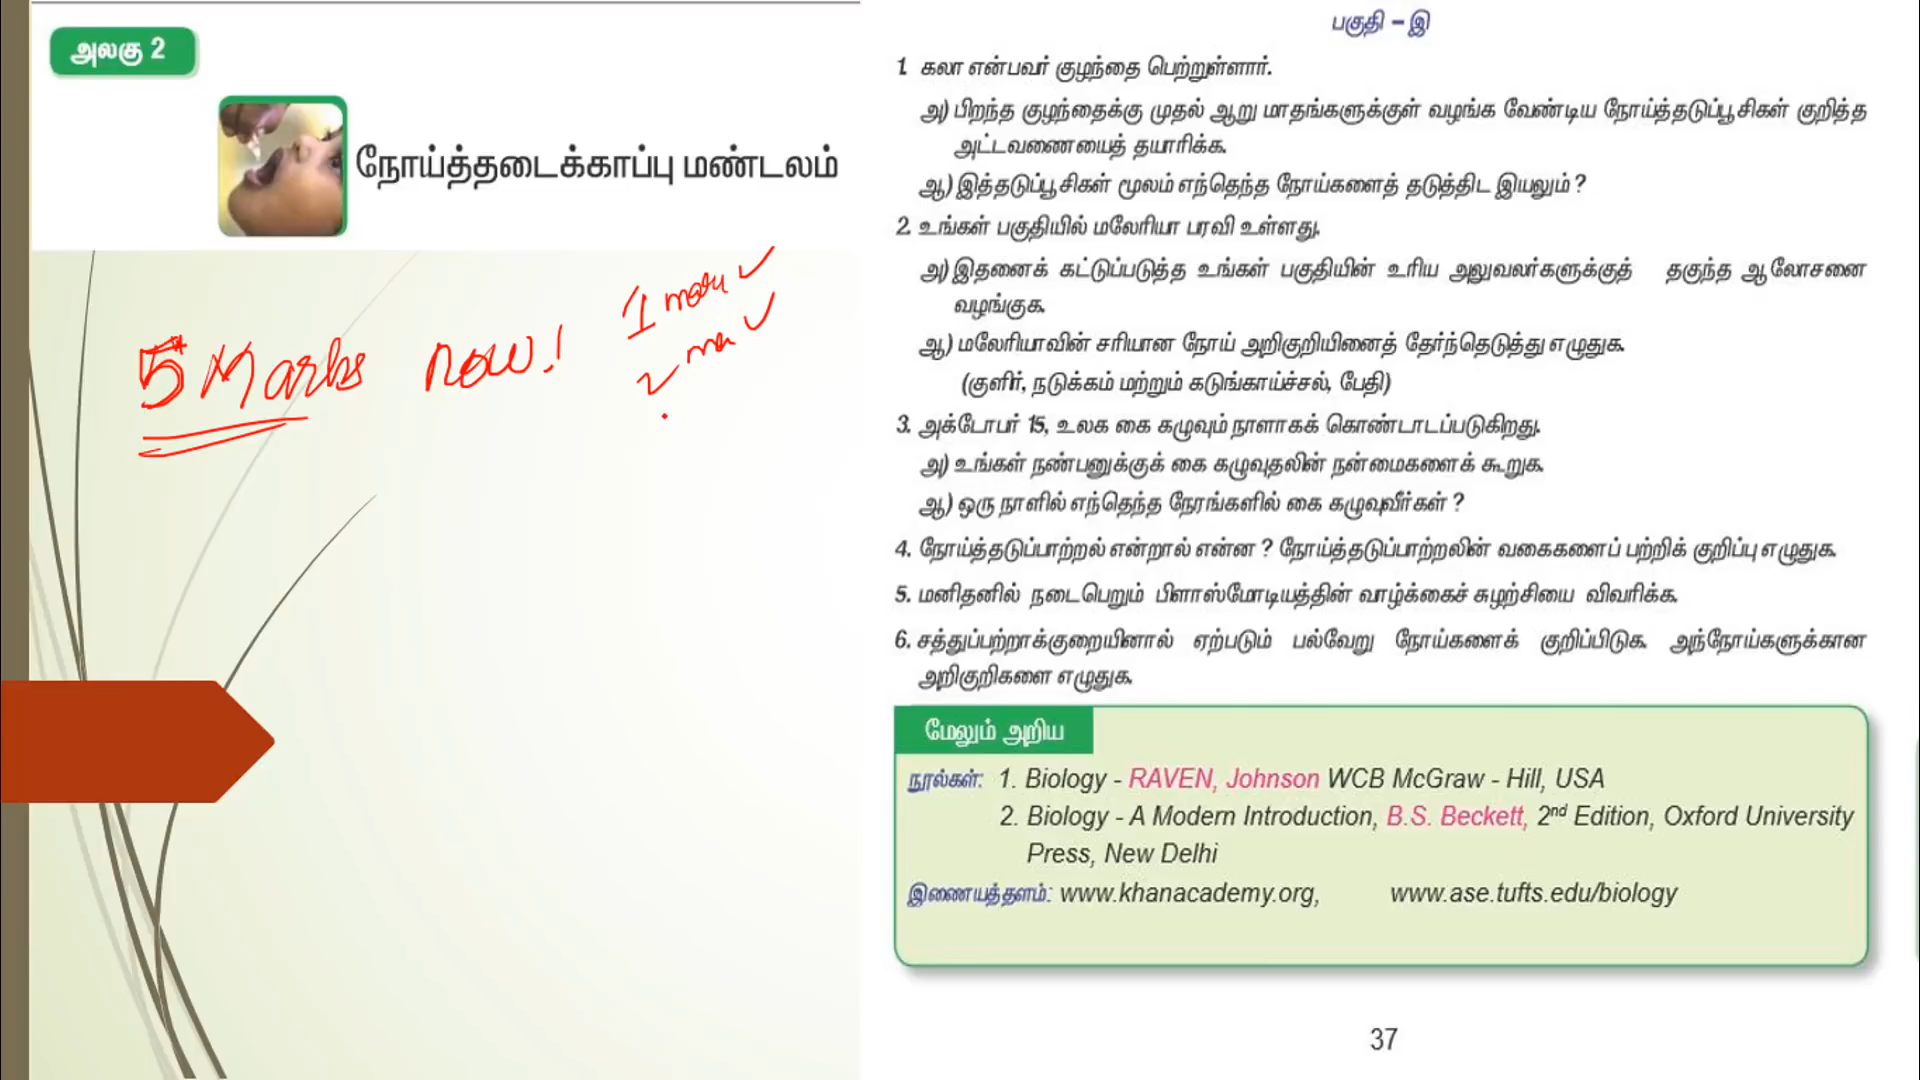 அலகு 2
நோய்த்தடைக்காப்பு மண்டலம்
5 Marks now!
1 mark ✓
2 ma ✓
பகுதி – இ
1. கலா என்பவர் குழந்தை பெற்றுள்ளார்.
அ) பிறந்த குழந்தைக்கு முதல் ஆறு மாதங்களுக்குள் வழங்க வேண்டிய நோய்த்தடுப்பூசிகள் குறித்த
அட்டவணையைத் தயாரிக்க.
ஆ) இத்தடுப்பூசிகள் மூலம் எந்தெந்த நோய்களைத் தடுத்திட இயலும் ?
2. உங்கள் பகுதியில் மலேரியா பரவி உள்ளது.
அ) இதனைக் கட்டுப்படுத்த உங்கள் பகுதியின் உரிய அலுவலர்களுக்குத் தகுந்த ஆலோசனை
வழங்குக.
ஆ) மலேரியாவின் சரியான நோய் அறிகுறியினைத் தேர்ந்தெடுத்து எழுதுக.
(குளிர், நடுக்கம் மற்றும் கடுங்காய்ச்சல், பேதி)
3. அக்டோபர் 15, உலக கை கழுவும் நாளாகக் கொண்டாடப்படுகிறது.
அ) உங்கள் நண்பனுக்குக் கை கழுவுதலின் நன்மைகளைக் கூறுக.
ஆ) ஒரு நாளில் எந்தெந்த நேரங்களில் கை கழுவுவீர்கள் ?
4. நோய்த்தடுப்பாற்றல் என்றால் என்ன ? நோய்த்தடுப்பாற்றலின் வகைகளைப் பற்றிக் குறிப்பு எழுதுக.
5. மனிதனில் நடைபெறும் பிளாஸ்மோடியத்தின் வாழ்க்கைச் சுழற்சியை விவரிக்க.
6. சத்துப்பற்றாக்குறையினால் ஏற்படும் பல்வேறு நோய்களைக் குறிப்பிடுக. அந்நோய்களுக்கான
அறிகுறிகளை எழுதுக.
மேலும் அறிய
நூல்கள்: 1. Biology - RAVEN, Johnson WCB McGraw - Hill, USA
2. Biology - A Modern Introduction, B.S. Beckett, 2nd Edition, Oxford University
Press, New Delhi
இணையத்தளம்: www.khanacademy.org, www.ase.tufts.edu/biology
37